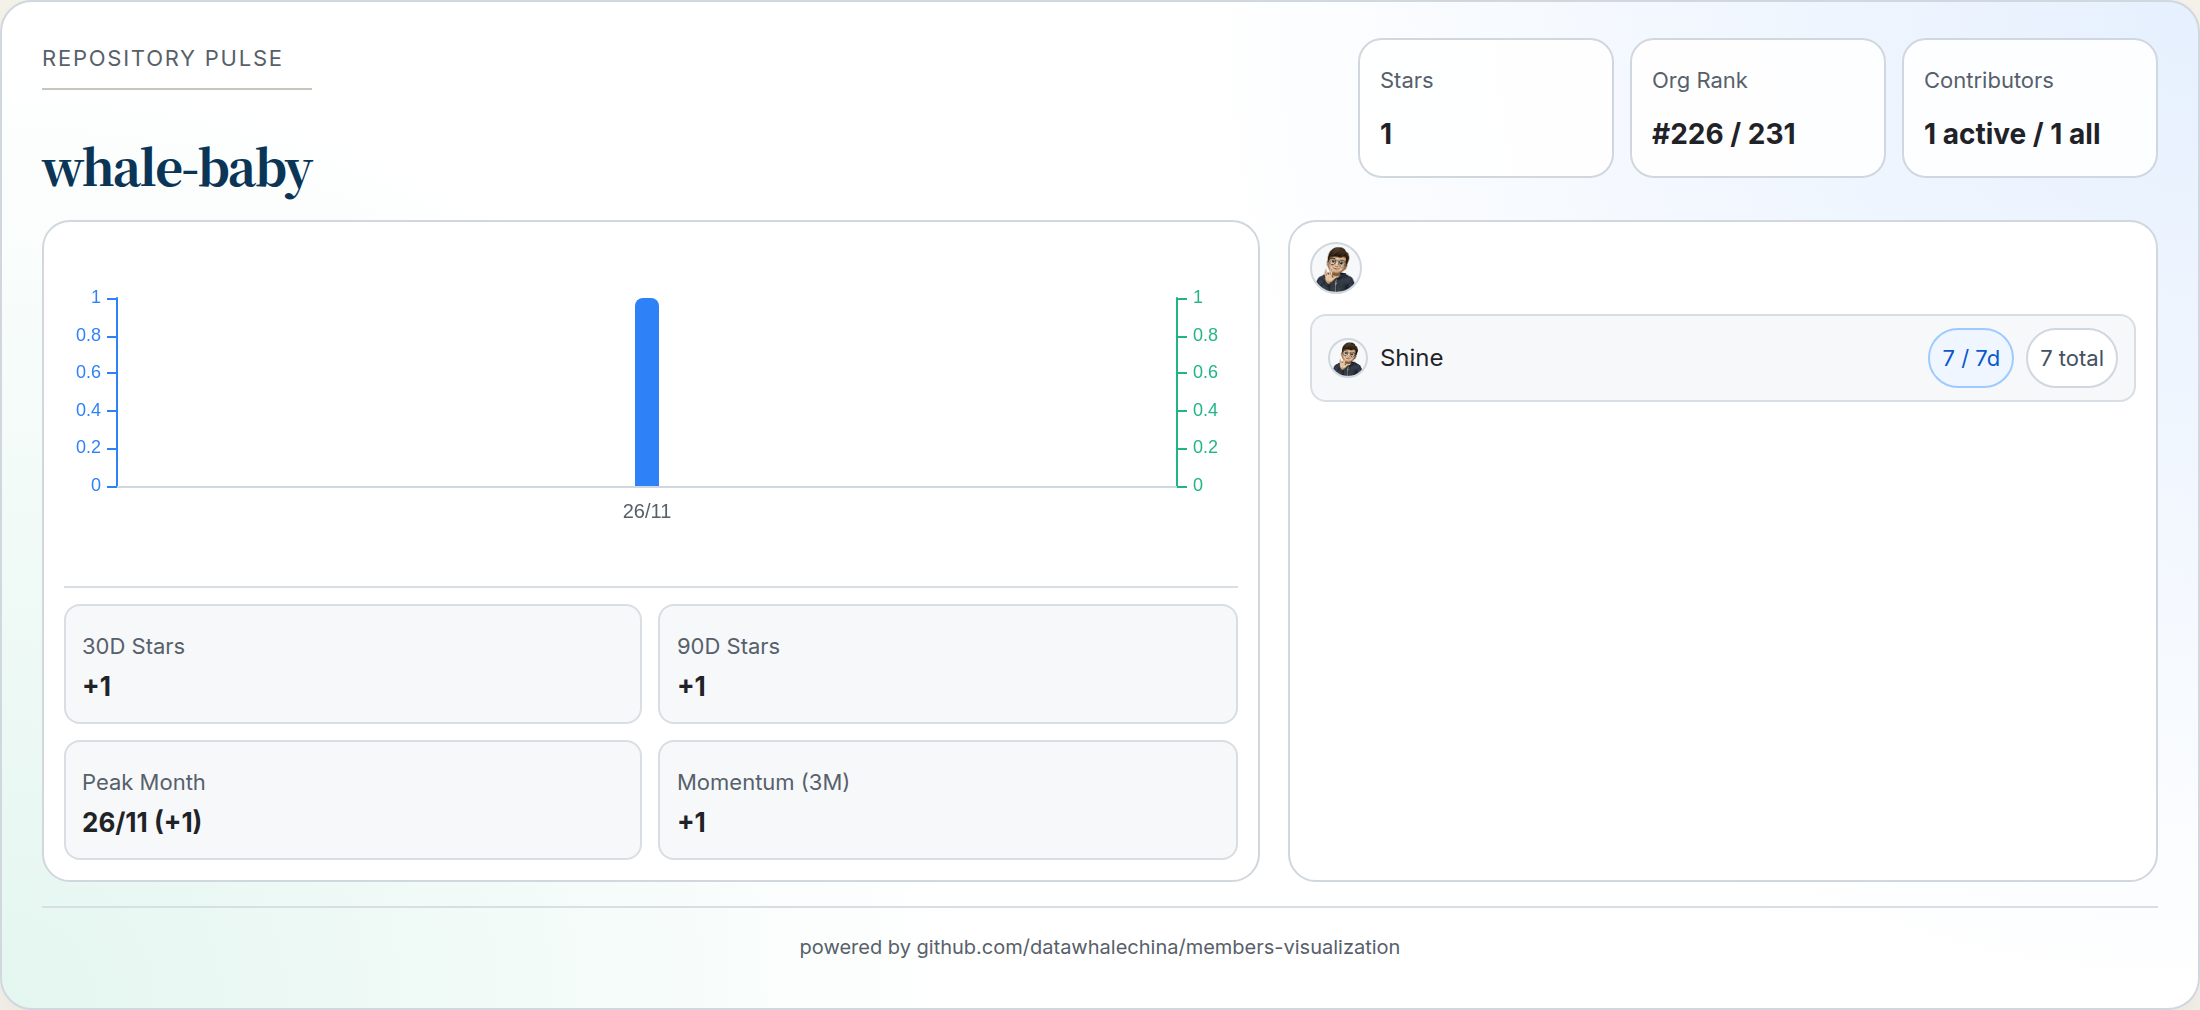 REPOSITORY PULSE
whale-baby
Stars
1
Org Rank
#226 / 231
Contributors
1 active / 1 all
1
0.8
0.6
0.4
0.2
0
1
0.8
0.6
0.4
0.2
0
26/11
30D Stars
+1
90D Stars
+1
Peak Month
26/11 (+1)
Momentum (3M)
+1
Shine
7 / 7d
7 total
powered by github.com/datawhalechina/members-visualization